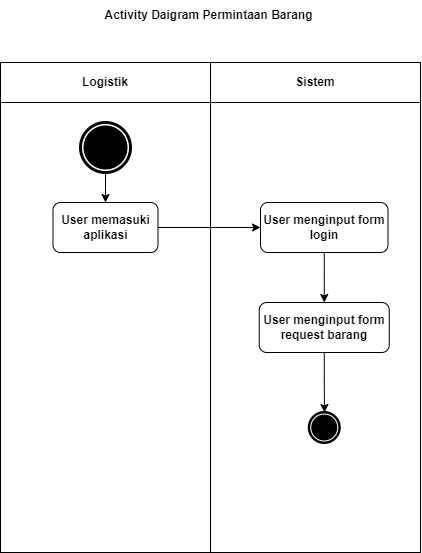 Activity Daigram Permintaan Barang
Logistik
Sistem
User memasuki
aplikasi
User menginput form
login
User menginput form
request barang